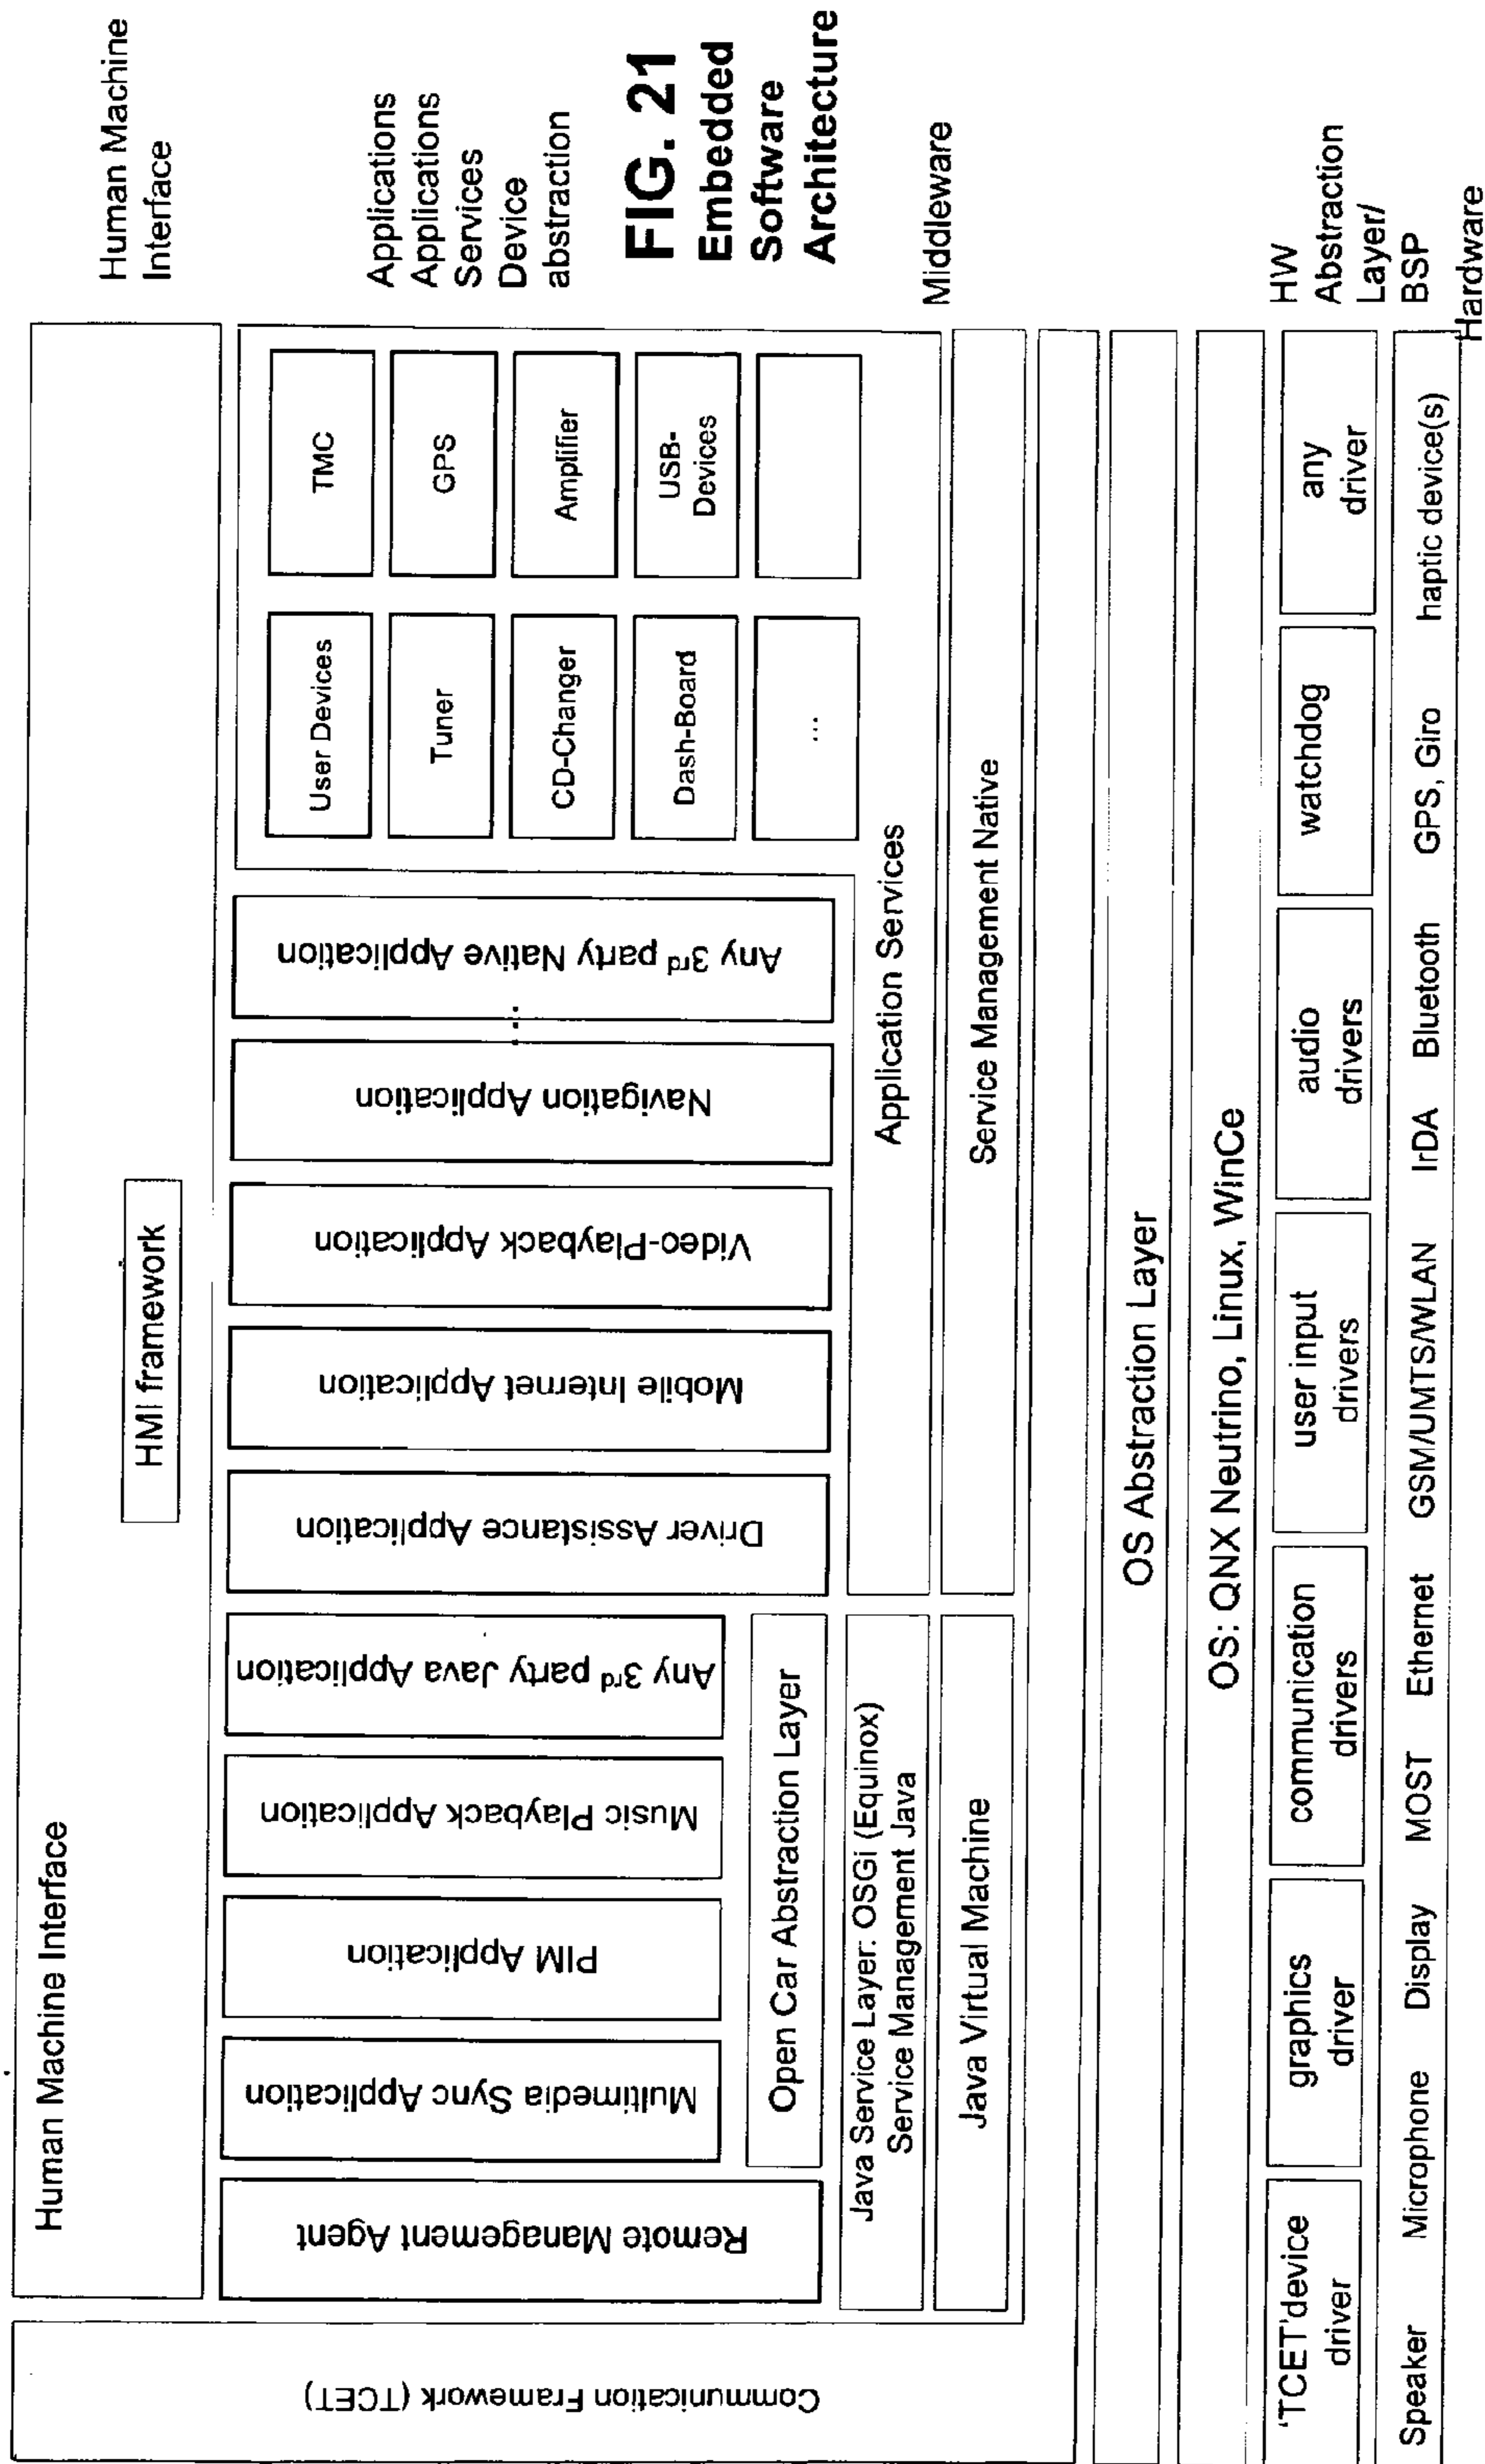 Human Machine Interface
HMI framework
Human Machine
Interface
Communication Framework (TCET)
Remote Management Agent
Multimedia Sync Application
PIM Application
Music Playback Application
Any 3rd party Java Application
Driver Assistance Application
Mobile Internet Application
Video-Playback Application
Navigation Application
...
Any 3rd party Native Application
User Devices
TMC
Tuner
GPS
CD-Changer
Amplifier
Dash-Board
USB-
Devices
...
Applications
Applications
Services
Device
abstraction
FIG. 21
Embedded
Software
Architecture
Open Car Abstraction Layer
Application Services
Java Service Layer: OSGi (Equinox)
Service Management Java
Service Management Native
Java Virtual Machine
Middleware
OS Abstraction Layer
OS: QNX Neutrino, Linux, WinCe
'TCET'device
driver
graphics
driver
communication
drivers
user input
drivers
audio
drivers
watchdog
any
driver
HW
Abstraction
Layer/
BSP
Speaker Microphone Display MOST Ethernet GSM/UMTS/WLAN IrDA Bluetooth GPS, Giro haptic device(s)
Hardware